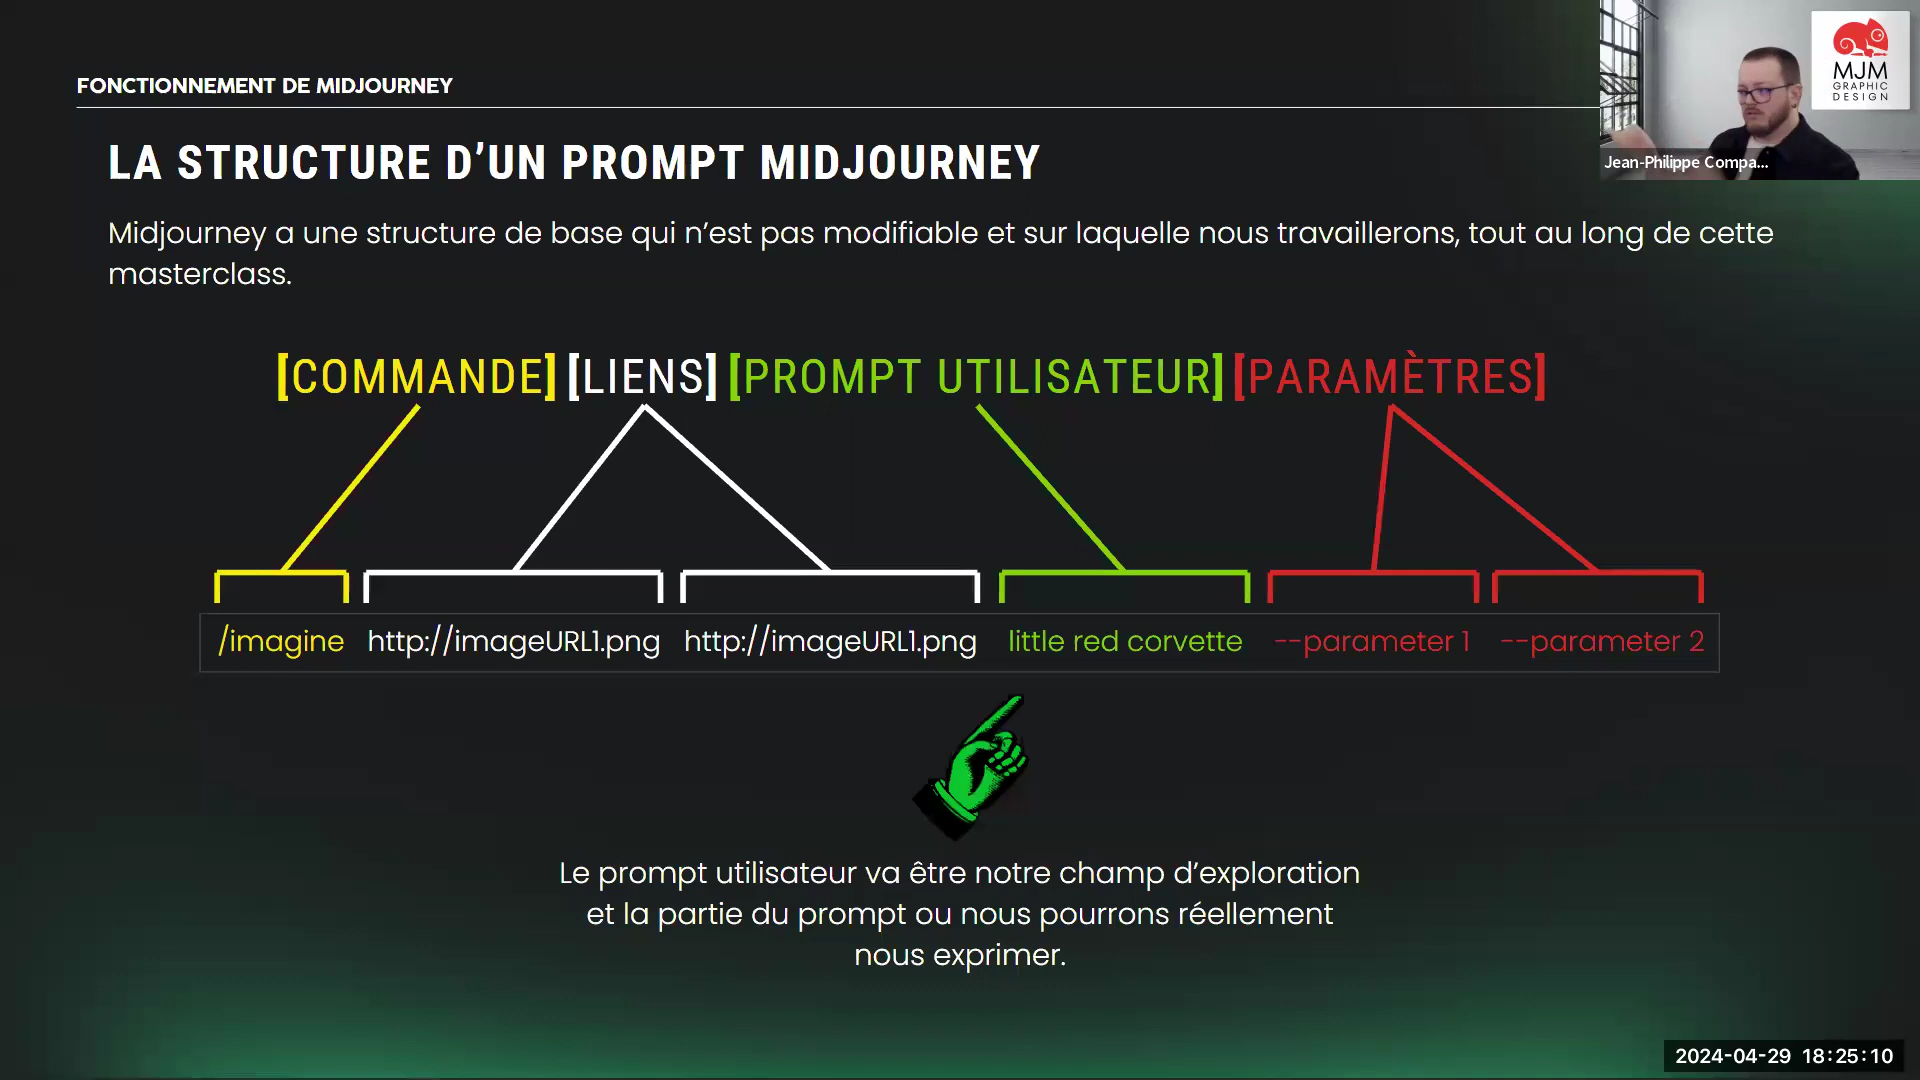 FONCTIONNEMENT DE MIDJOURNEY
MJM
GRAPHIC
DESIGN
Jean-Philippe Compa...
LA STRUCTURE D’UN PROMPT MIDJOURNEY
Midjourney a une structure de base qui n’est pas modifiable et sur laquelle nous travaillerons, tout au long de cette
masterclass.
[COMMANDE] [LIENS] [PROMPT UTILISATEUR] [PARAMÈTRES]
/imagine http://imageURL1.png http://imageURL1.png little red corvette --parameter 1 --parameter 2
Le prompt utilisateur va être notre champ d’exploration
et la partie du prompt ou nous pourrons réellement
nous exprimer.
2024-04-29 18:25:10